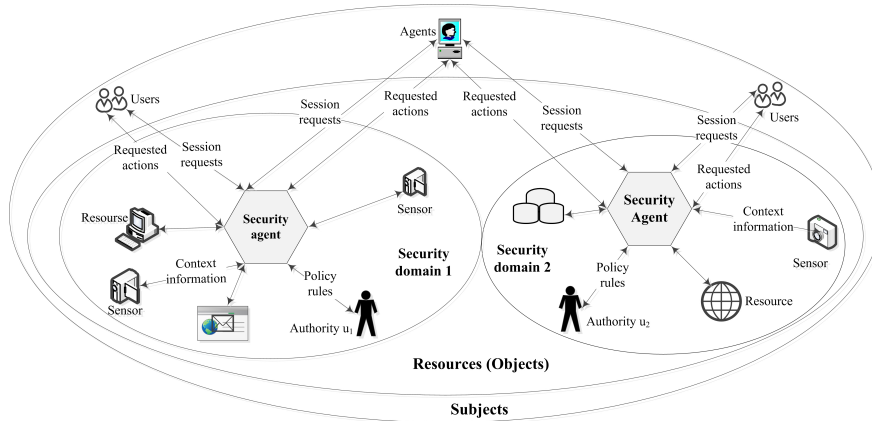 Agents
Users
Users
Session
requests
Requested
actions
Requested
actions
Session
requests
Session
requests
Requested
actions
Session
requests
Requested
actions
Resourse
Security
agent
Sensor
Security
domain 1
Context
information
Sensor
Policy
rules
Authority u₁
Security
Agent
Context
information
Sensor
Security
domain 2
Policy
rules
Resource
Authority u₂
Resources (Objects)
Subjects